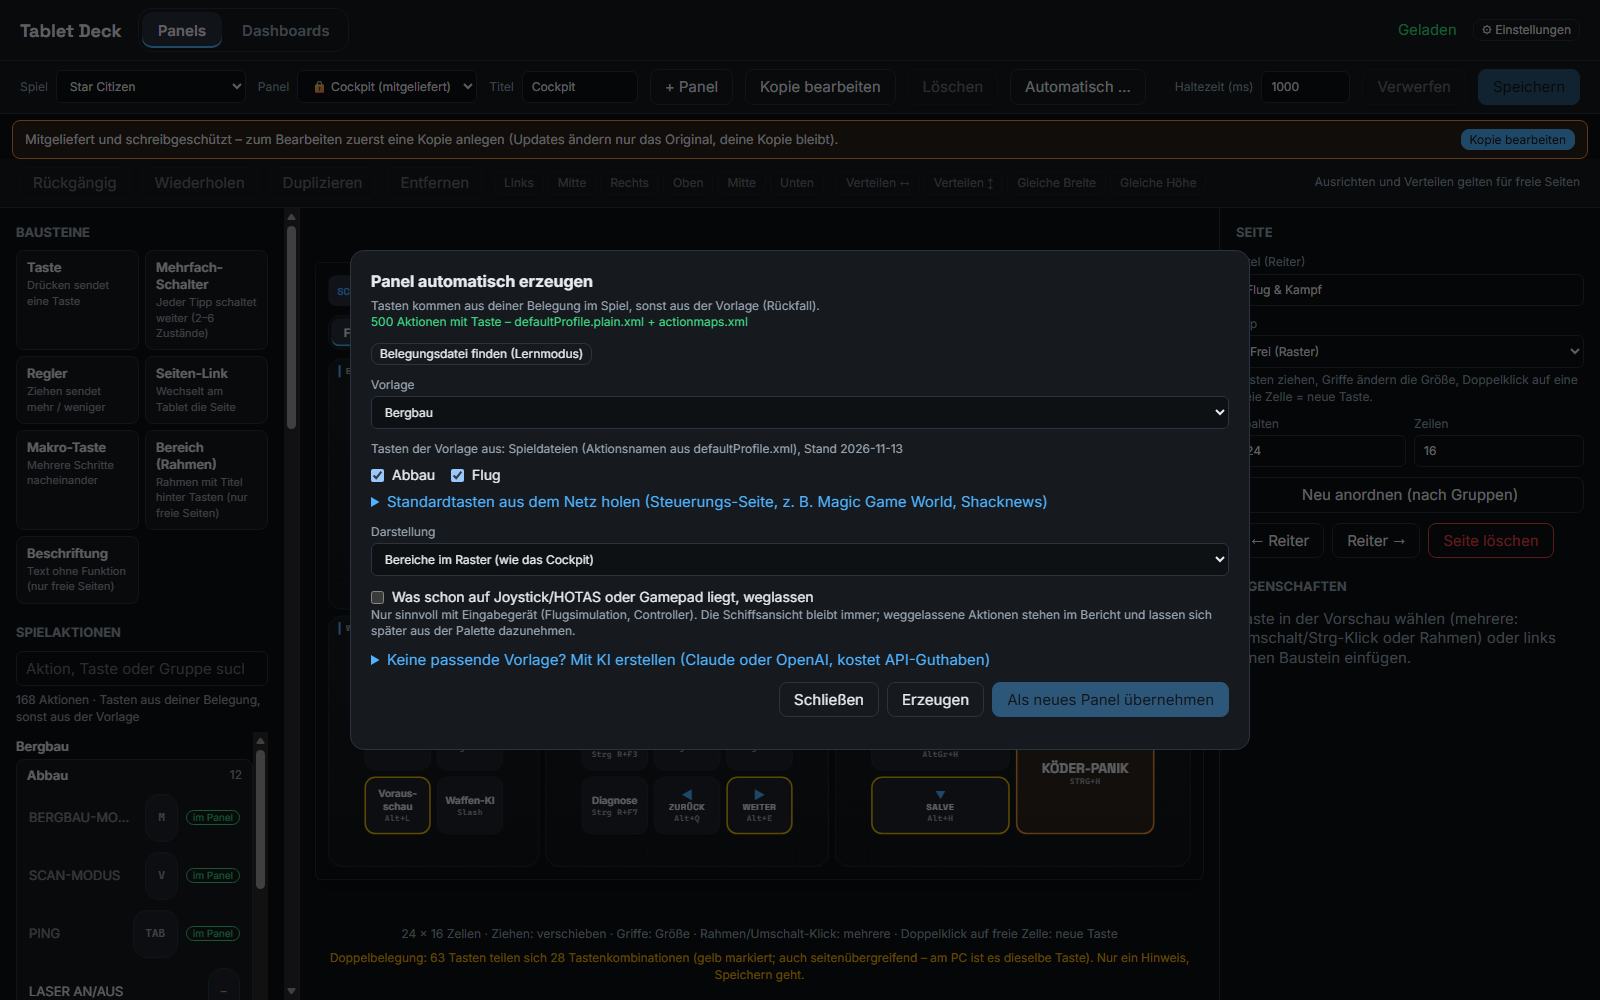 Tablet Deck
Panels
Dashboards
Geladen
⚙ Einstellungen
Spiel
Star Citizen
Panel
🔒 Cockpit (mitgeliefert)
Titel
Cockpit
+ Panel
Kopie bearbeiten
Löschen
Automatisch ...
Haltezeit (ms)
1000
Verwerfen
Speichern
Mitgeliefert und schreibgeschützt – zum Bearbeiten zuerst eine Kopie anlegen (Updates ändern nur das Original, deine Kopie bleibt).
Kopie bearbeiten
Rückgängig
Wiederholen
Duplizieren
Entfernen
Links
Mitte
Rechts
Oben
Mitte
Unten
Verteilen ↔
Verteilen ↕
Gleiche Breite
Gleiche Höhe
Ausrichten und Verteilen gelten für freie Seiten
BAUSTEINE
Taste
Drücken sendet
eine Taste
Mehrfach-
Schalter
Jeder Tipp schaltet
weiter (2–6
Zustände)
Regler
Ziehen sendet
mehr / weniger
Seiten-Link
Wechselt am
Tablet die Seite
Makro-Taste
Mehrere Schritte
nacheinander
Bereich
(Rahmen)
Rahmen mit Titel
hinter Tasten (nur
freie Seiten)
Beschriftung
Text ohne Funktion
(nur freie Seiten)
SPIELAKTIONEN
Aktion, Taste oder Gruppe sucl
168 Aktionen · Tasten aus deiner Belegung,
sonst aus der Vorlage
Bergbau
Abbau
12
BERGBAU-MO...
M
im Panel
SCAN-MODUS
V
im Panel
PING
TAB
im Panel
LASER AN/AUS
–
Panel automatisch erzeugen
Tasten kommen aus deiner Belegung im Spiel, sonst aus der Vorlage (Rückfall).
500 Aktionen mit Taste – defaultProfile.plain.xml + actionmaps.xml
Belegungsdatei finden (Lernmodus)
Vorlage
Bergbau
Tasten der Vorlage aus: Spieldateien (Aktionsnamen aus defaultProfile.xml), Stand 2026-11-13
Abbau
Flug
Standardtasten aus dem Netz holen (Steuerungs-Seite, z. B. Magic Game World, Shacknews)
Darstellung
Bereiche im Raster (wie das Cockpit)
Was schon auf Joystick/HOTAS oder Gamepad liegt, weglassen
Nur sinnvoll mit Eingabegerät (Flugsimulation, Controller). Die Schiffsansicht bleibt immer; weggelassene Aktionen stehen im Bericht und lassen sich
später aus der Palette dazunehmen.
Keine passende Vorlage? Mit KI erstellen (Claude oder OpenAI, kostet API-Guthaben)
Schließen
Erzeugen
Als neues Panel übernehmen
Strg R+F3
AltGr+H
Voraus-
schau
Alt+L
Waffen-KI
Slash
Diagnose
Strg R+F7
◀
ZURÜCK
Alt+Q
▶
WEITER
Alt+E
▼
SALVE
Alt+H
KÖDER-PANIK
STRG+H
24 × 16 Zellen · Ziehen: verschieben · Griffe: Größe · Rahmen/Umschalt-Klick: mehrere · Doppelklick auf freie Zelle: neue Taste
Doppelbelegung: 63 Tasten teilen sich 28 Tastenkombinationen (gelb markiert; auch seitenübergreifend – am PC ist es dieselbe Taste). Nur ein Hinweis,
Speichern geht.
SEITE
el (Reiter)
Flug & Kampf
p
Frei (Raster)
sten ziehen, Griffe ändern die Größe, Doppelklick auf eine
ie Zelle = neue Taste.
alten
Zellen
24
16
Neu anordnen (nach Gruppen)
← Reiter
Reiter →
Seite löschen
GENSCHAFTEN
ste in der Vorschau wählen (mehrere:
mschalt/Strg-Klick oder Rahmen) oder links
nen Baustein einfügen.